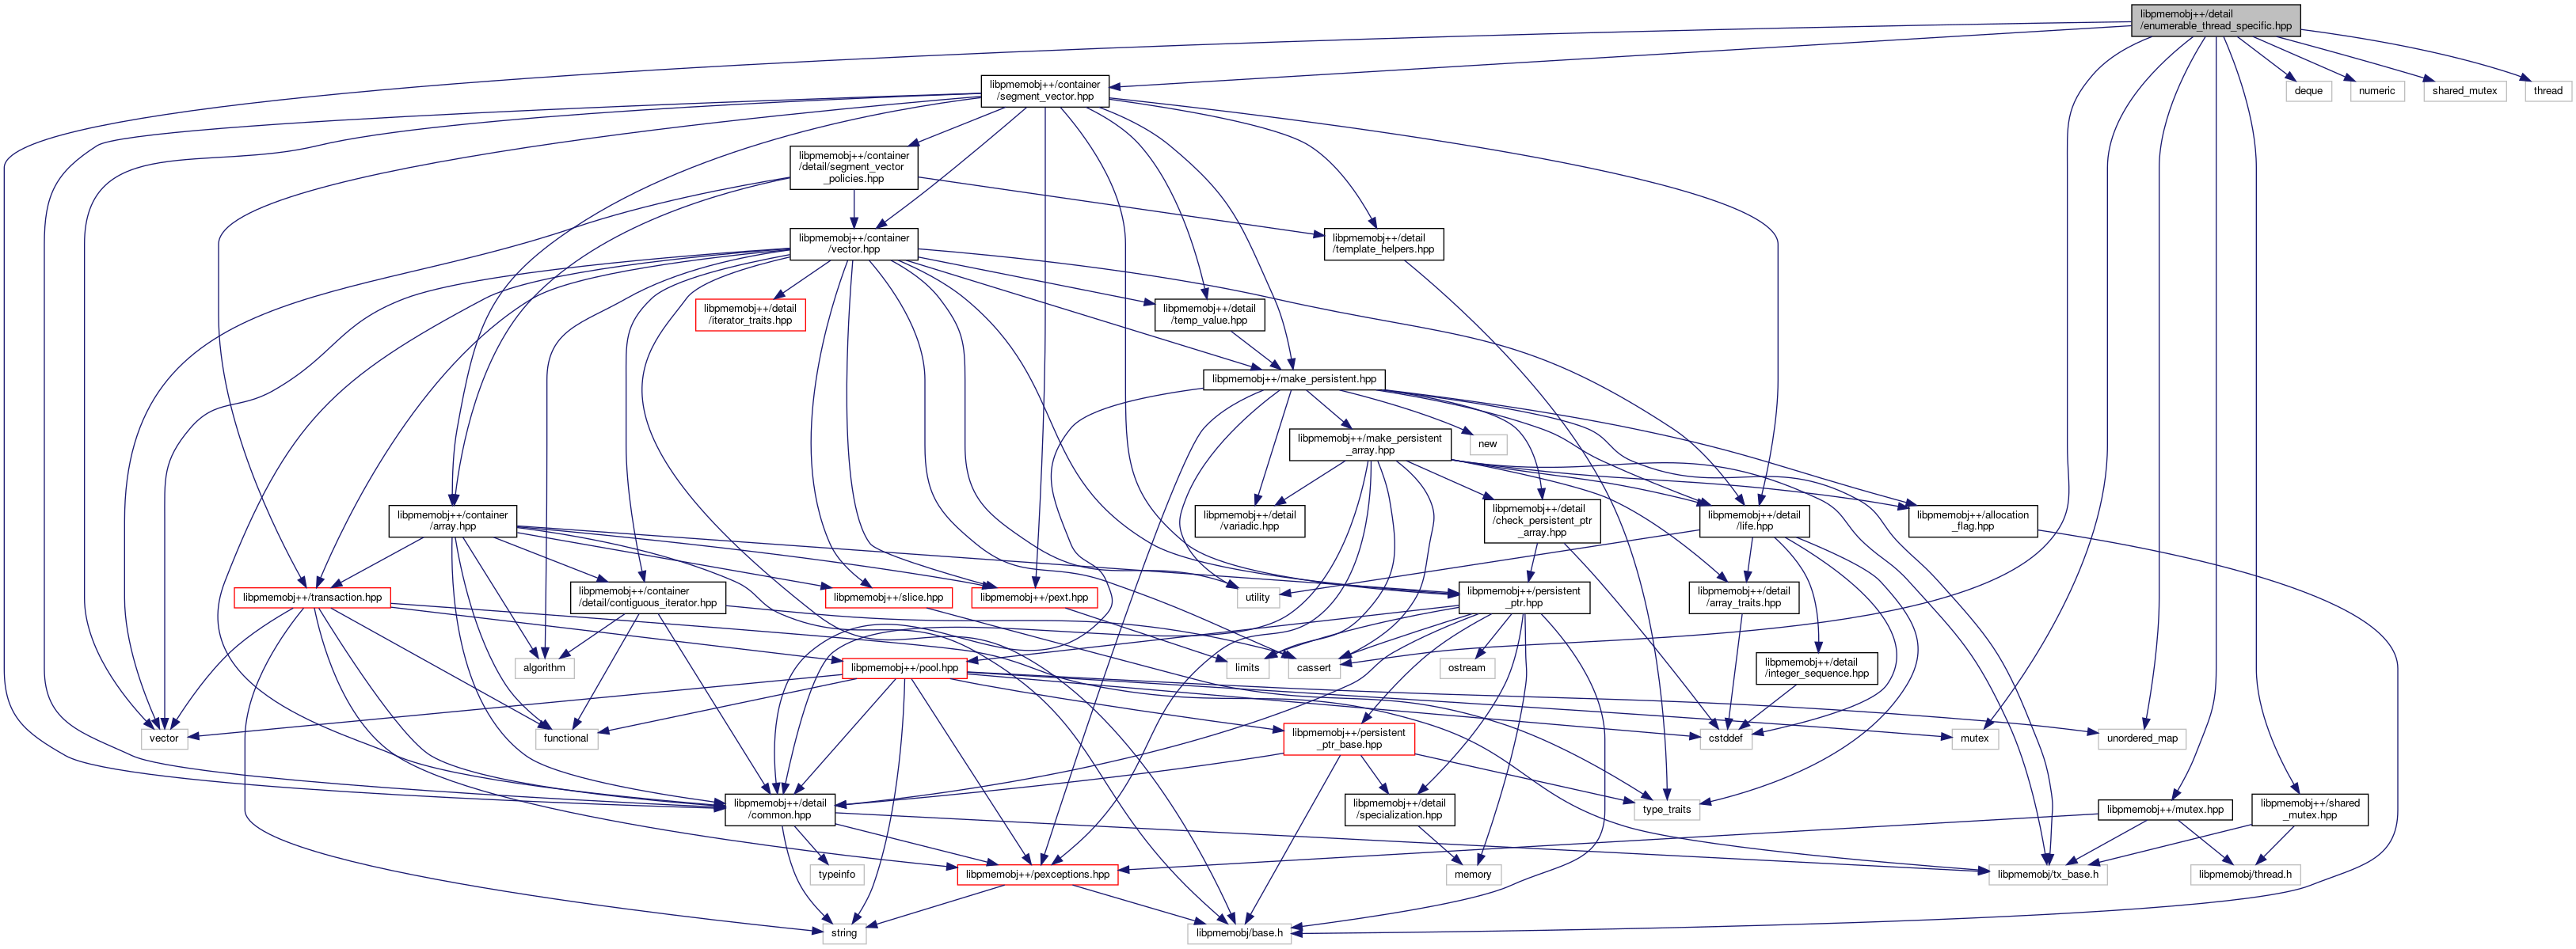 libpmemobj++/detail
/enumerable_thread_specific.hpp
libpmemobj++/container
/segment_vector.hpp
deque
numeric
shared_mutex
thread
libpmemobj++/container
/detail/segment_vector
_policies.hpp
libpmemobj++/container
/vector.hpp
libpmemobj++/detail
/template_helpers.hpp
libpmemobj++/detail
/iterator_traits.hpp
libpmemobj++/detail
/temp_value.hpp
libpmemobj++/make_persistent.hpp
libpmemobj++/make_persistent
_array.hpp
new
libpmemobj++/container
/array.hpp
libpmemobj++/detail
/variadic.hpp
libpmemobj++/detail
/check_persistent_ptr
_array.hpp
libpmemobj++/detail
/life.hpp
libpmemobj++/allocation
_flag.hpp
libpmemobj++/transaction.hpp
libpmemobj++/container
/detail/contiguous_iterator.hpp
libpmemobj++/slice.hpp
libpmemobj++/pext.hpp
utility
libpmemobj++/persistent
_ptr.hpp
libpmemobj++/detail
/array_traits.hpp
algorithm
libpmemobj++/pool.hpp
limits
cassert
ostream
libpmemobj++/detail
/integer_sequence.hpp
vector
functional
libpmemobj++/persistent
_ptr_base.hpp
cstddef
mutex
unordered_map
libpmemobj++/detail
/common.hpp
libpmemobj++/detail
/specialization.hpp
type_traits
libpmemobj++/mutex.hpp
libpmemobj++/shared
_mutex.hpp
typeinfo
libpmemobj++/pexceptions.hpp
memory
libpmemobj/tx_base.h
libpmemobj/thread.h
string
libpmemobj/base.h